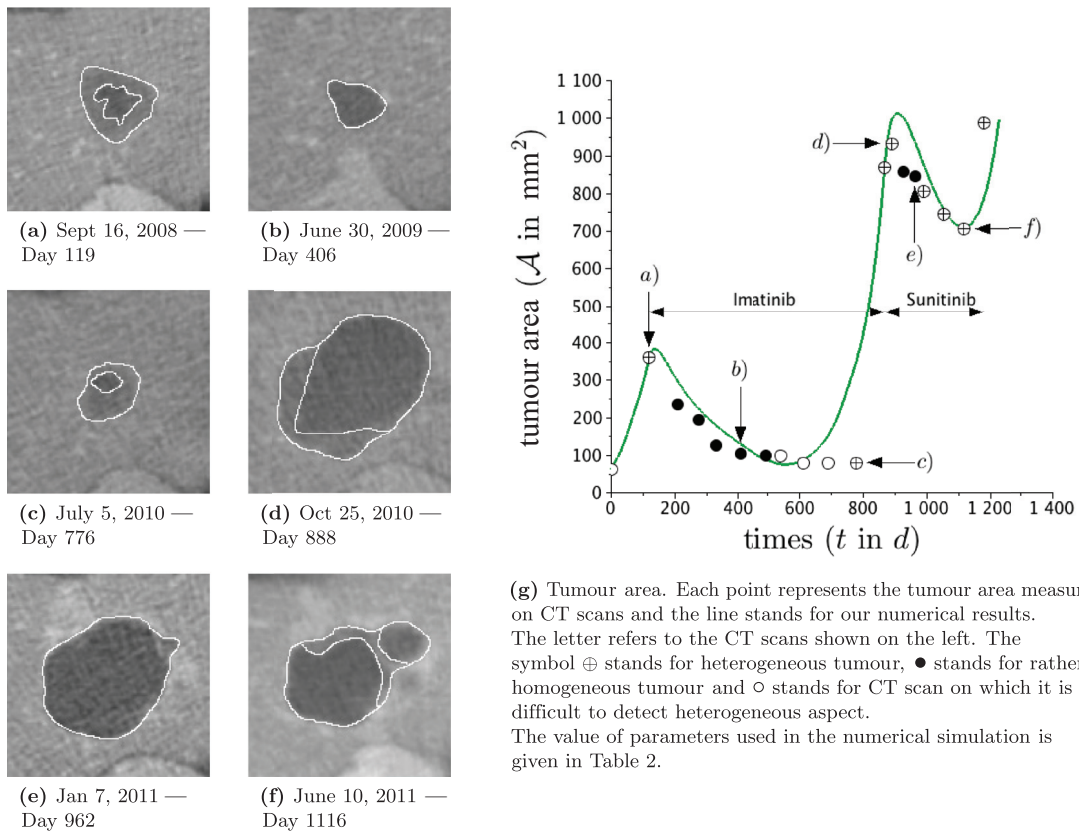 (a) Sept 16, 2008 —
Day 119
(b) June 30, 2009 —
Day 406
(c) July 5, 2010 —
Day 776
(d) Oct 25, 2010 —
Day 888
(e) Jan 7, 2011 —
Day 962
(f) June 10, 2011 —
Day 1116
tumour area (𝒜 in mm²)
1 100
1 000
900
800
700
600
500
400
300
200
100
0
a)
b)
c)
d)
e)
f)
Imatinib
Sunitinib
0 200 400 600 800 1 000 1 200 1 400
times (t in d)
(g) Tumour area. Each point represents the tumour area measur
on CT scans and the line stands for our numerical results.
The letter refers to the CT scans shown on the left. The
symbol ⊕ stands for heterogeneous tumour, ● stands for rather
homogeneous tumour and ○ stands for CT scan on which it is
difficult to detect heterogeneous aspect.
The value of parameters used in the numerical simulation is
given in Table 2.